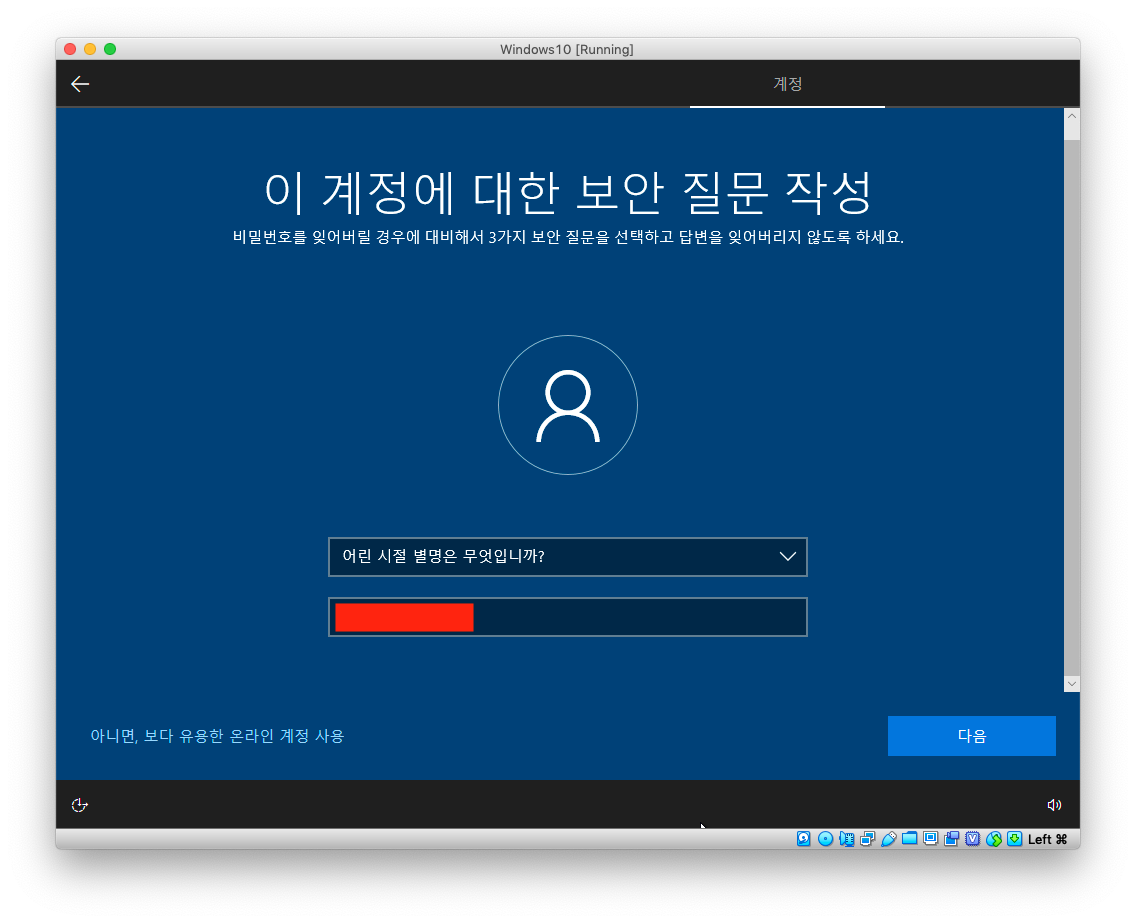 Windows10 [Running]
계정
이 계정에 대한 보안 질문 작성
비밀번호를 잊어버릴 경우에 대비해서 3가지 보안 질문을 선택하고 답변을 잊어버리지 않도록 하세요.
어린 시절 별명은 무엇입니까?
아니면, 보다 유용한 온라인 계정 사용
다음
Left ⌘